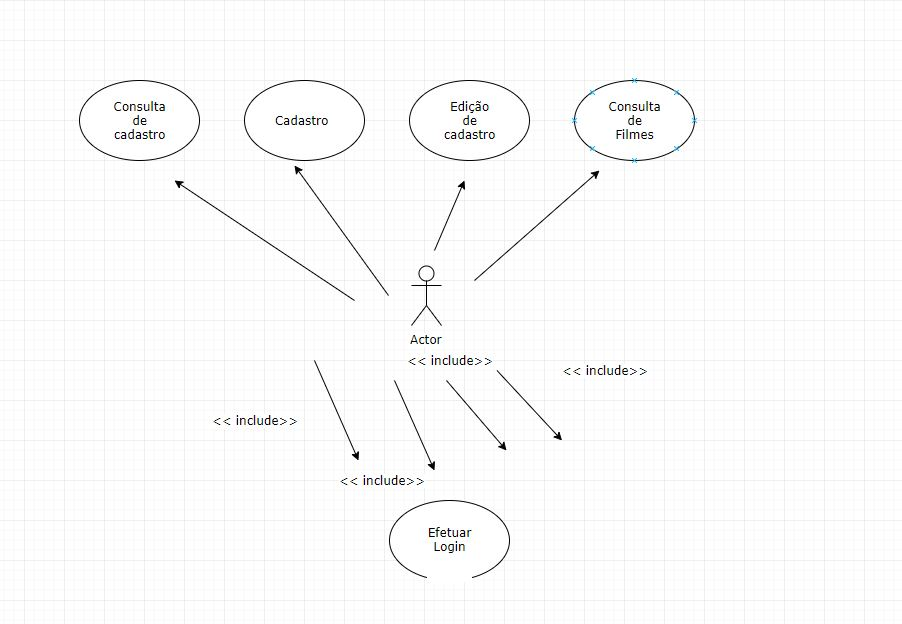 Consulta
de
cadastro
Cadastro
Edição
de
cadastro
Consulta
de
Filmes
Actor
<< include>>
<< include>>
<< include>>
<< include>>
Efetuar
Login